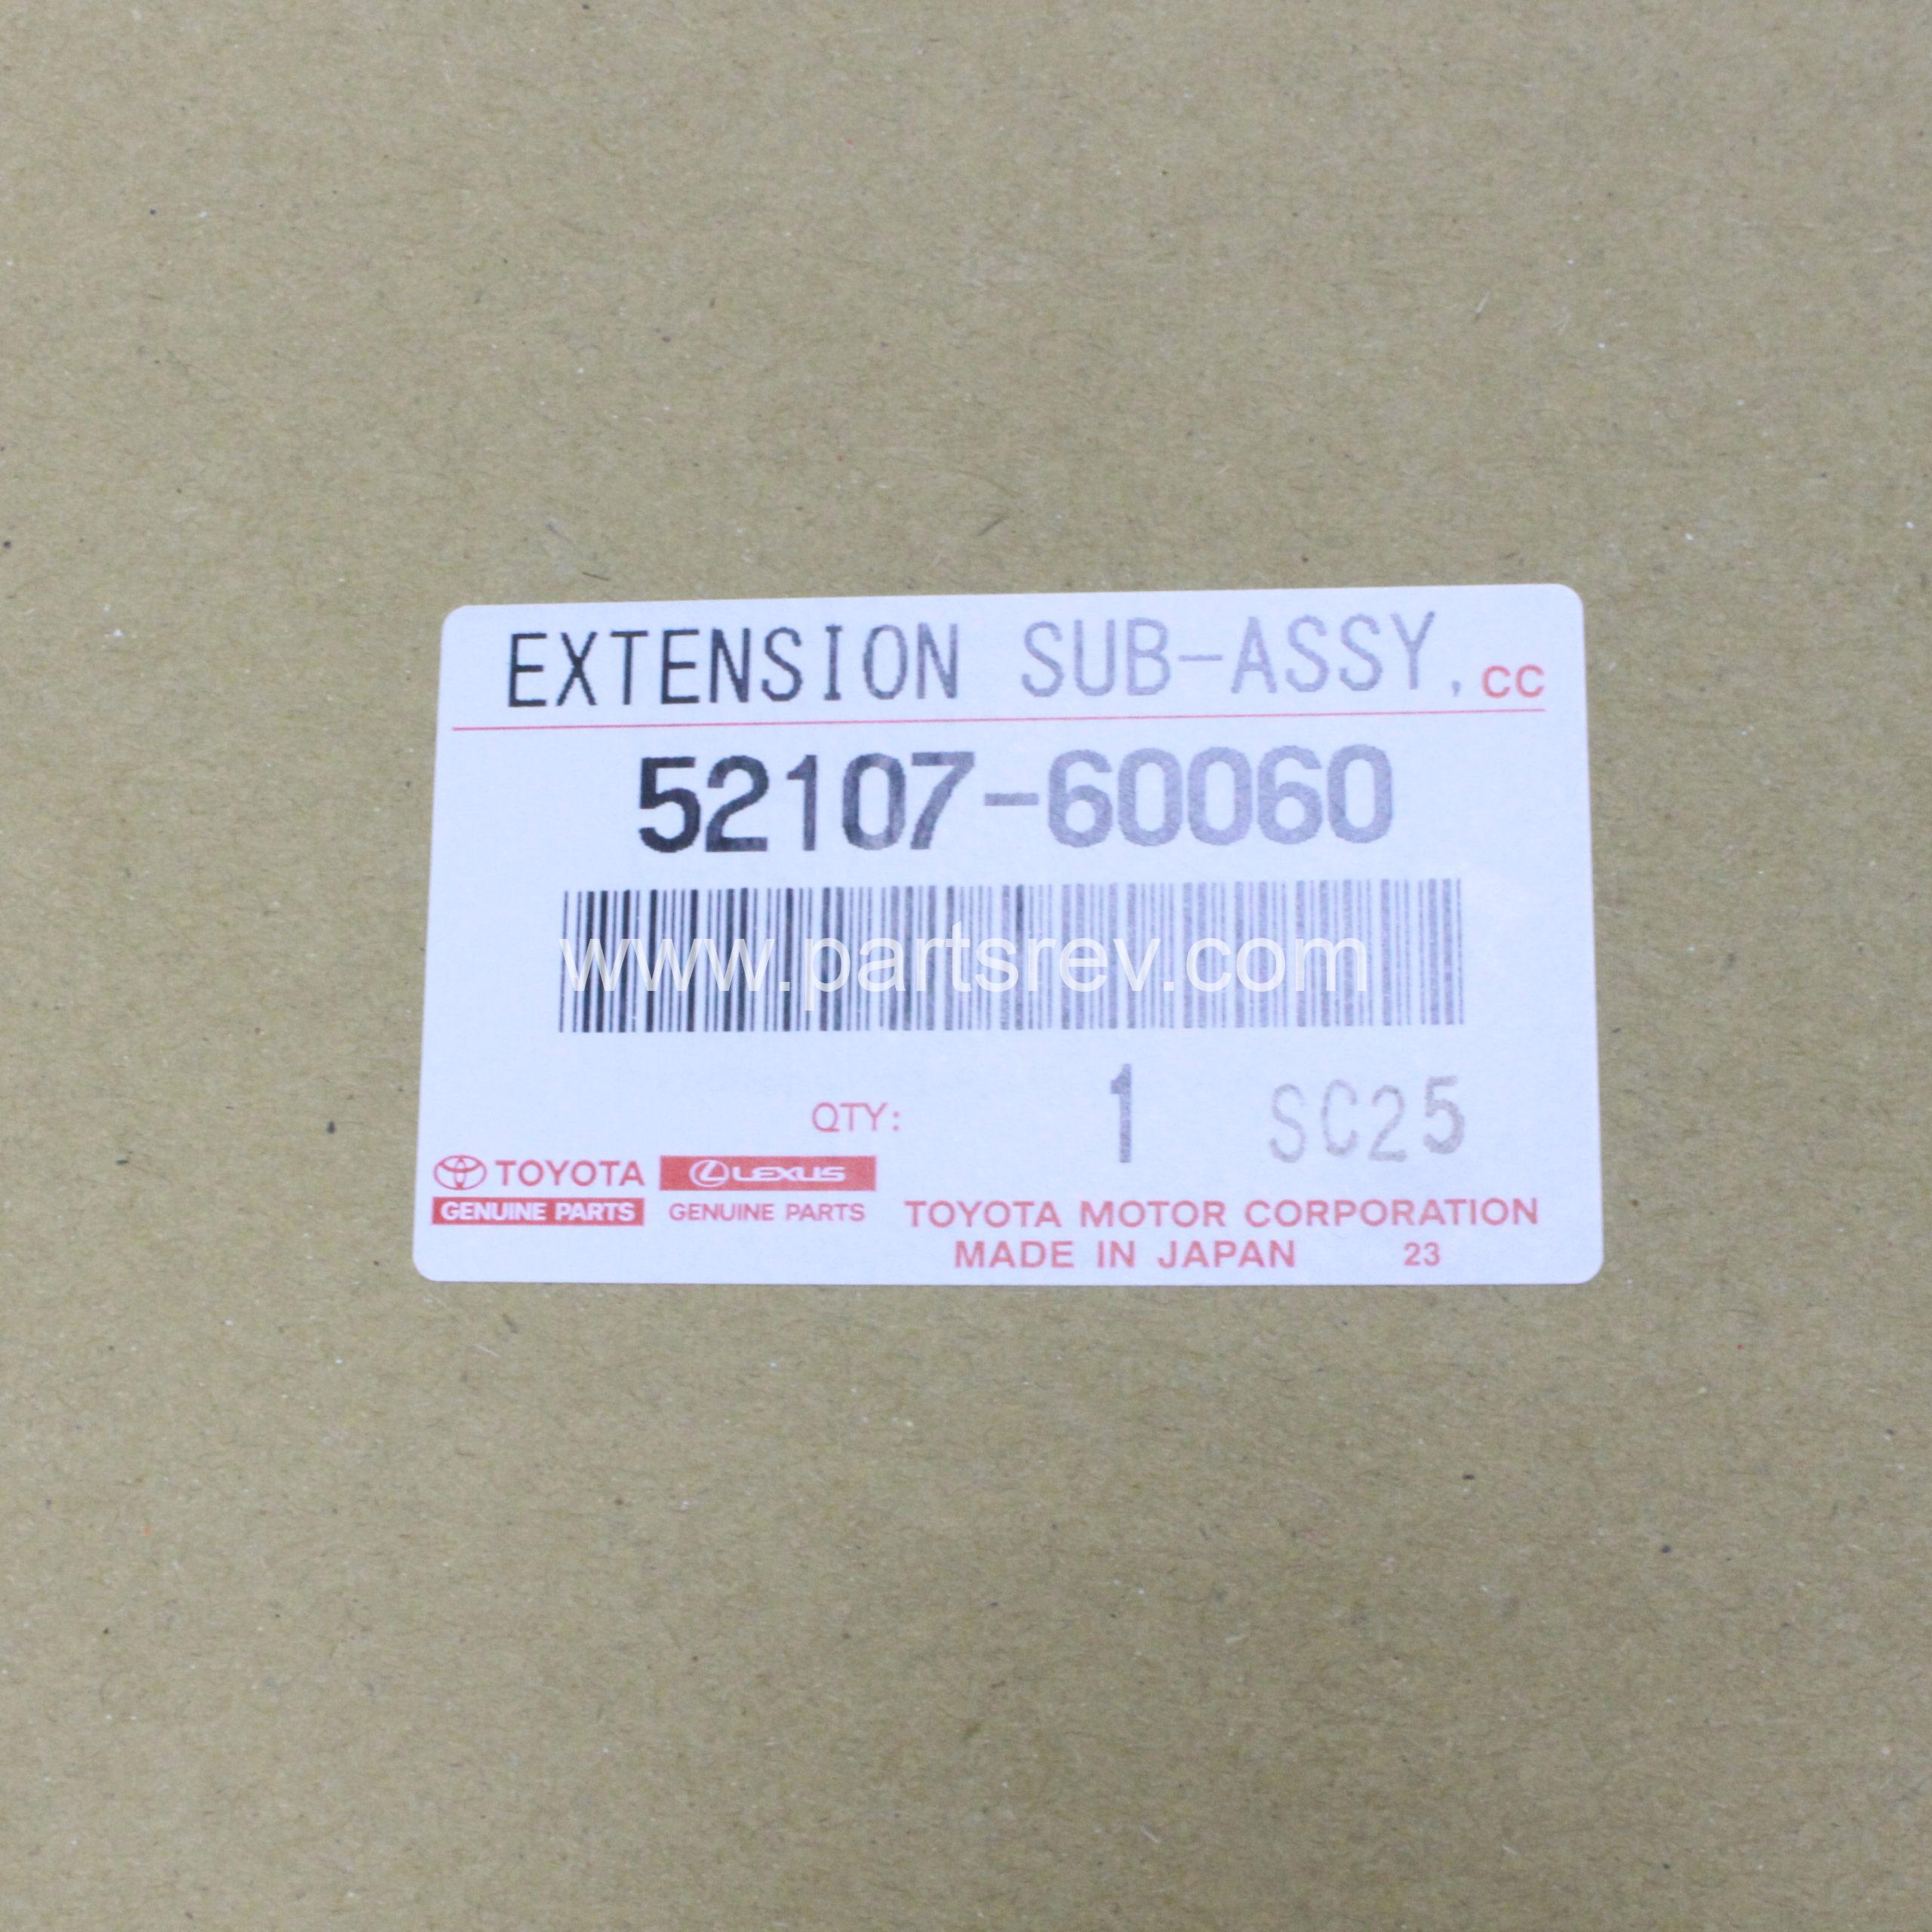 EXTENSION SUB-ASSY, CC
52107-60060
www.partsrev.com
QTY: 1 SC25
TOYOTA LEXUS
GENUINE PARTS GENUINE PARTS TOYOTA MOTOR CORPORATION
MADE IN JAPAN 23